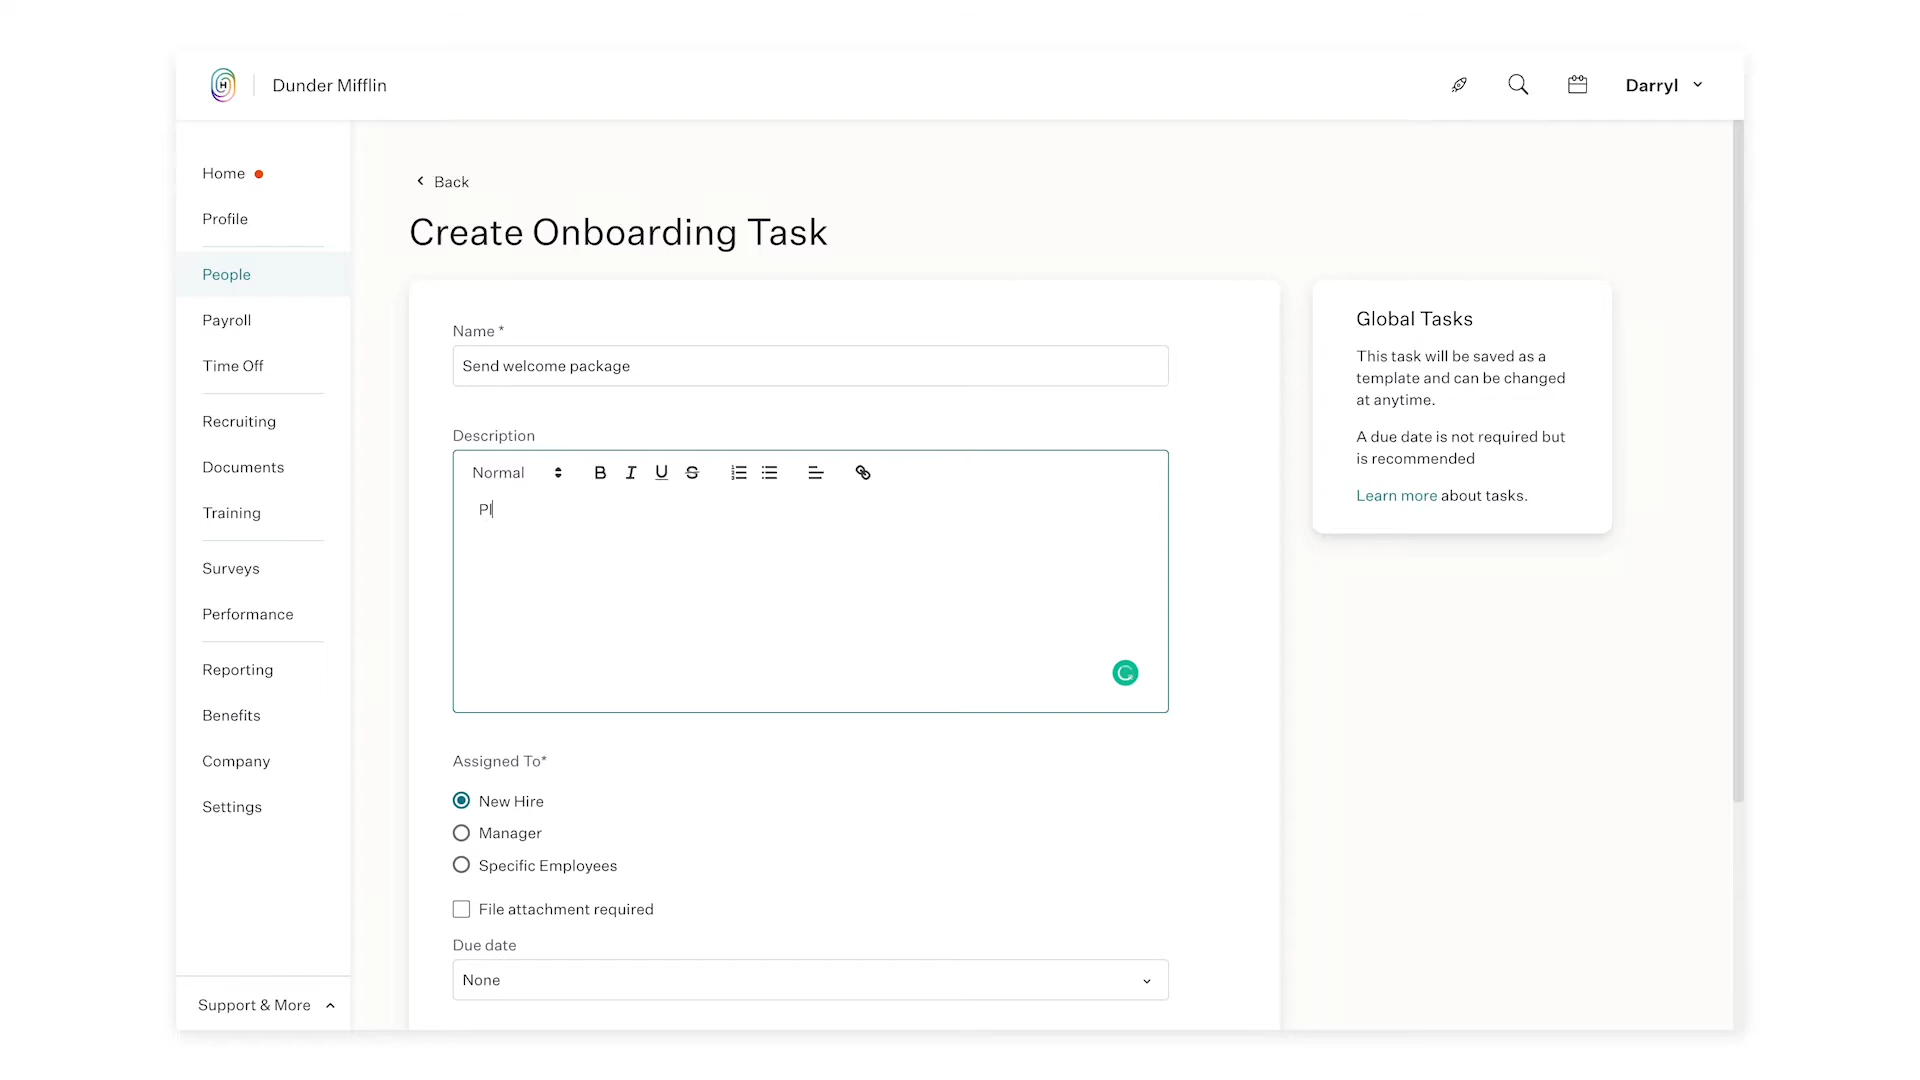 H
Dunder Mifflin
Darryl
Home
Profile
People
Payroll
Time Off
Recruiting
Documents
Training
Surveys
Performance
Reporting
Benefits
Company
Settings
Support & More
Back
Create Onboarding Task
Name *
Send welcome package
Description
Normal
B I U S
Pl
Assigned To*
New Hire
Manager
Specific Employees
File attachment required
Due date
None
Global Tasks
This task will be saved as a
template and can be changed
at anytime.
A due date is not required but
is recommended
Learn more about tasks.